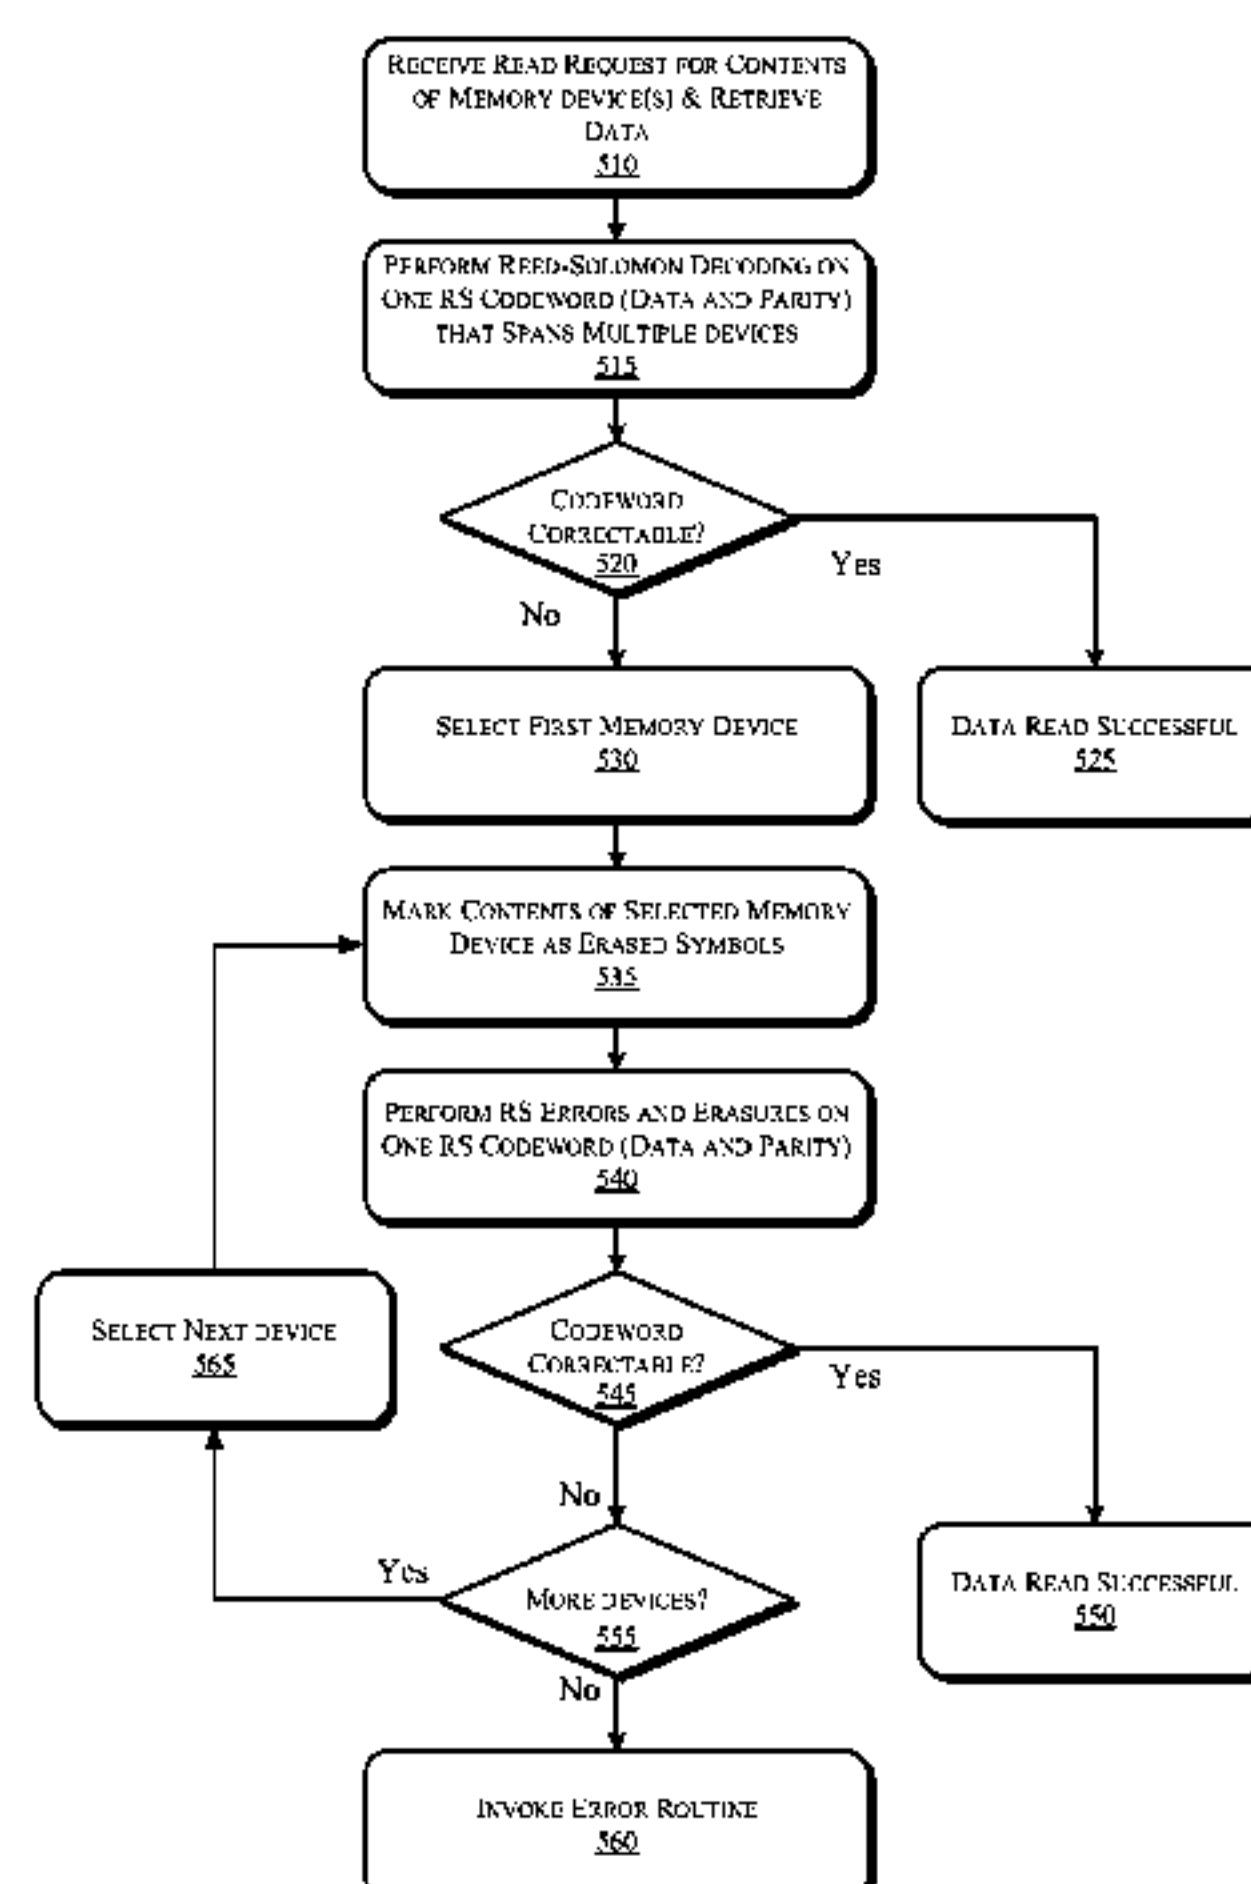 RECEIVE READ REQUEST FOR CONTENTS
OF MEMORY DEVICE(S) & RETRIEVE
DATA
510
PERFORM REED-SOLOMON DECODING ON
ONE RS CODEWORD (DATA AND PARITY)
THAT SPANS MULTIPLE DEVICES
515
CODEWORD
CORRECTABLE?
520
Yes
No
SELECT FIRST MEMORY DEVICE
530
DATA READ SUCCESSFUL
525
MARK CONTENTS OF SELECTED MEMORY
DEVICE AS ERASED SYMBOLS
535
PERFORM RS ERRORS AND ERASURES ON
ONE RS CODEWORD (DATA AND PARITY)
540
SELECT NEXT DEVICE
565
CODEWORD
CORRECTABLE?
545
Yes
No
Yes
MORE DEVICES?
555
DATA READ SUCCESSFUL
550
No
INVOKE ERROR ROUTINE
560